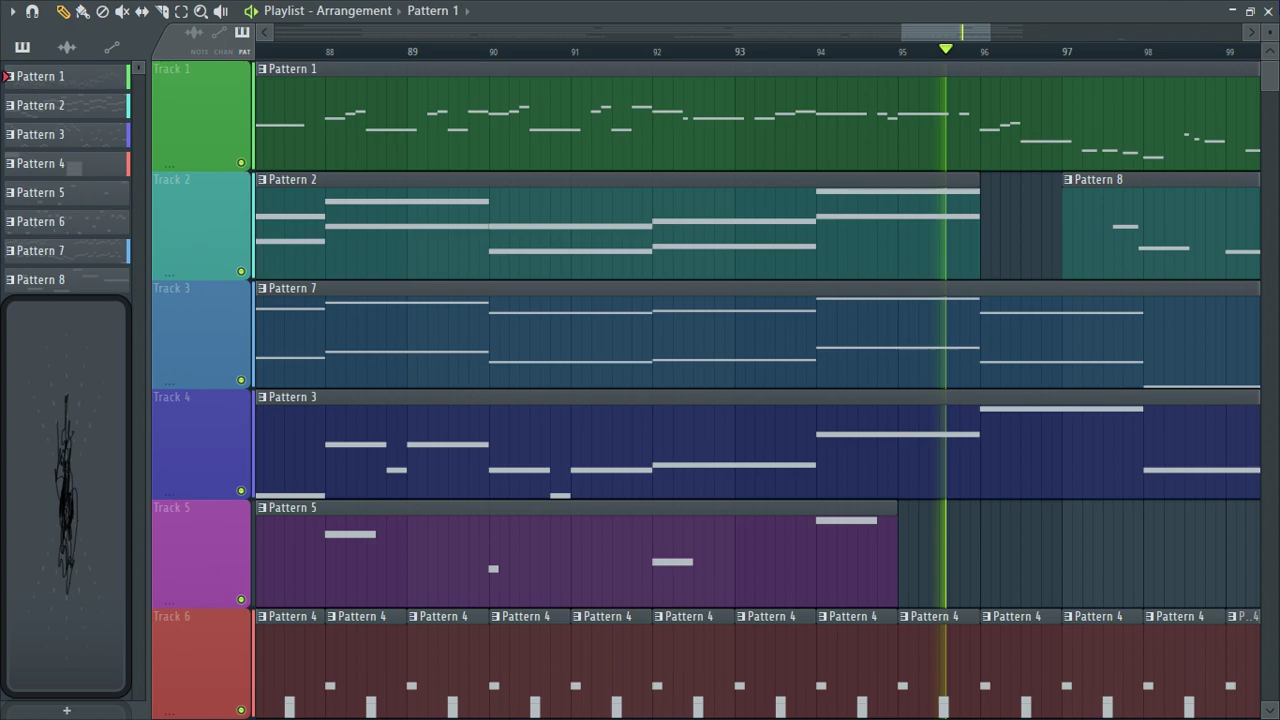 Playlist - Arrangement › Pattern 1 ›
NOTE CHAN PAT
88 89 90 91 92 93 94 95 96 97 98 99
Pattern 1
Pattern 2
Pattern 3
Pattern 4
Pattern 5
Pattern 6
Pattern 7
Pattern 8
Track 1 Pattern 1
Track 2 Pattern 2 Pattern 8
Track 3 Pattern 7
Track 4 Pattern 3
Track 5 Pattern 5
Track 6 Pattern 4 Pattern 4 Pattern 4 Pattern 4 Pattern 4 Pattern 4 Pattern 4 Pattern 4 Pattern 4 Pattern 4 Pattern 4 Pattern 4 P..4